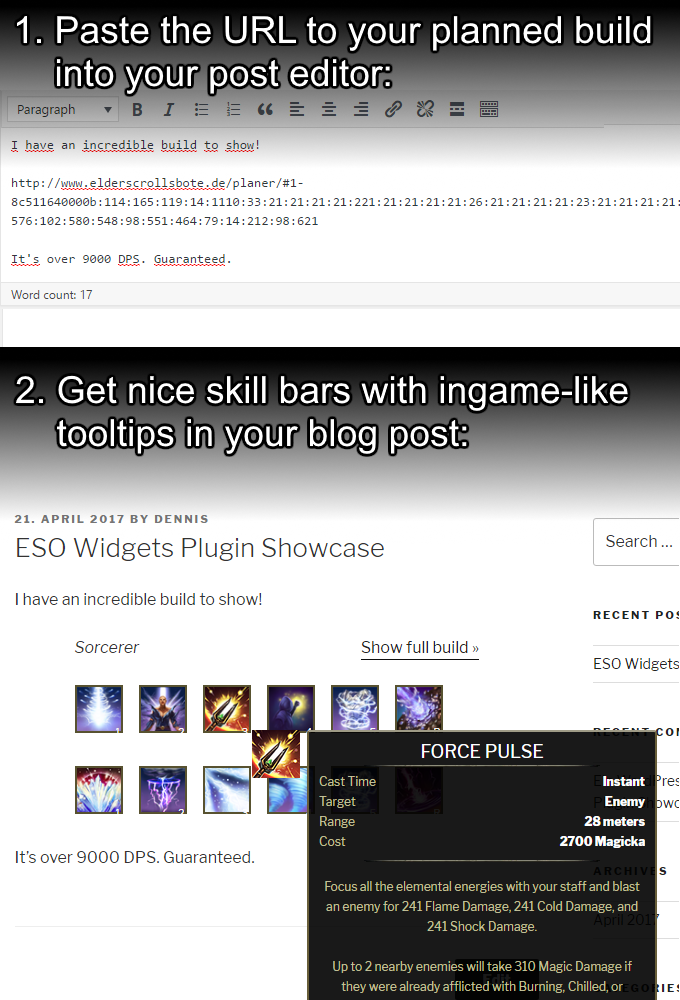 1. Paste the URL to your planned build
into your post editor:
Paragraph
I have an incredible build to show!
http://www.elderscrollsbote.de/planer/#1-
8c511640000b:114:165:119:14:1110:33:21:21:21:21:221:21:21:21:21:26:21:21:21:21:23:21:21:21:21:
576:102:580:548:98:551:464:79:14:212:98:621
It's over 9000 DPS. Guaranteed.
Word count: 17
2. Get nice skill bars with ingame-like
tooltips in your blog post:
21. APRIL 2017 BY DENNIS
ESO Widgets Plugin Showcase
Search ...
I have an incredible build to show!
RECENT POS
Sorcerer
Show full build »
ESO Widgets
RECENT COM
FORCE PULSE
Cast Time Instant
Target Enemy
Range 28 meters
Cost 2700 Magicka
It's over 9000 DPS. Guaranteed.
ARCHIVES
Focus all the elemental energies with your staff and blast
an enemy for 241 Flame Damage, 241 Cold Damage, and
241 Shock Damage.
April 2017
Up to 2 nearby enemies will take 310 Magic Damage if
they were already afflicted with Burning, Chilled, or